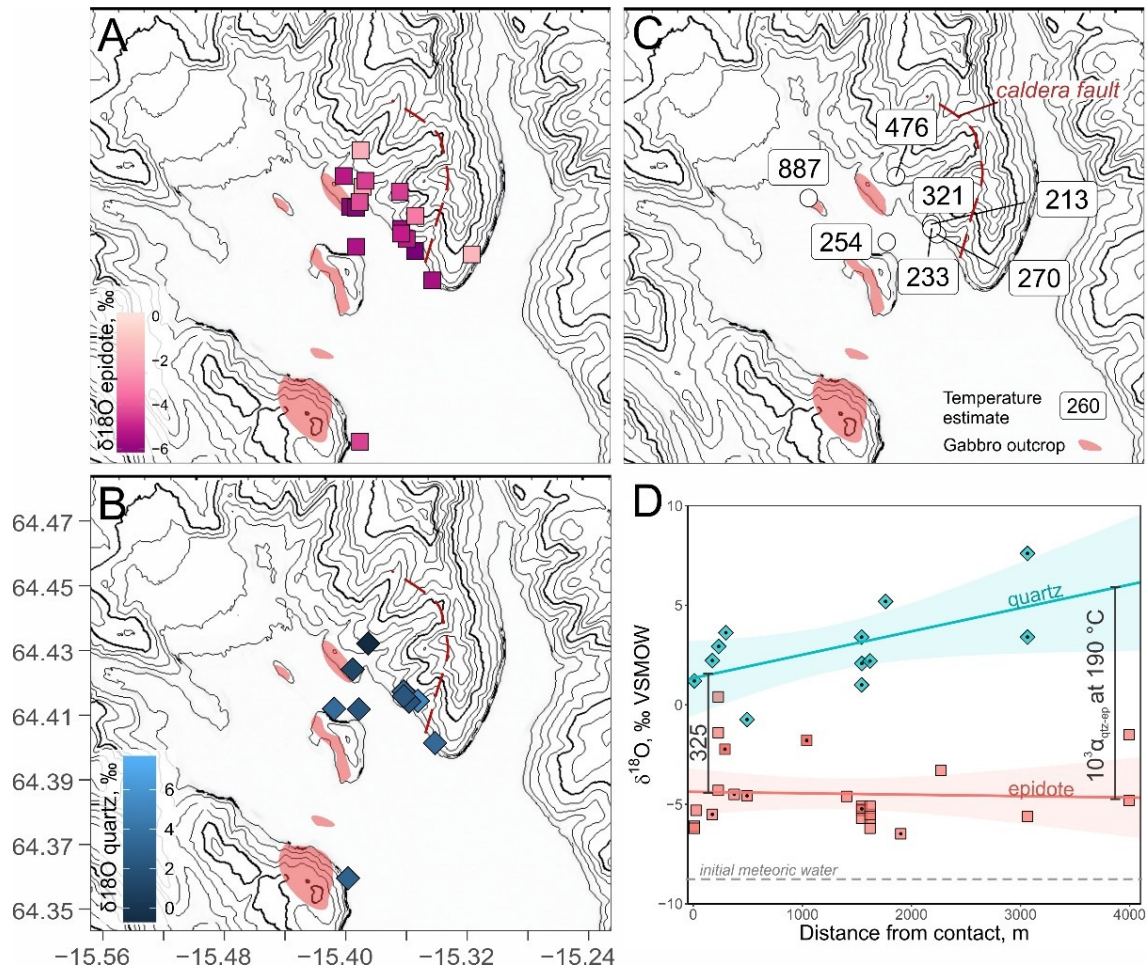 A
δ18O epidote, ‰
0
−2
−4
−6
C
caldera fault
476
887
321
213
254
233
270
Temperature
estimate
260
Gabbro outcrop
B
64.47
64.45
64.43
64.41
64.39
64.37
64.35
δ18O quartz, ‰
6
4
2
0
−15.56
−15.48
−15.40
−15.32
−15.24
D
δ¹⁸O, ‰ VSMOW
10
5
0
−5
−10
quartz
epidote
325
10³α qtz-ep at 190 °C
initial meteoric water
0
1000
2000
3000
4000
Distance from contact, m